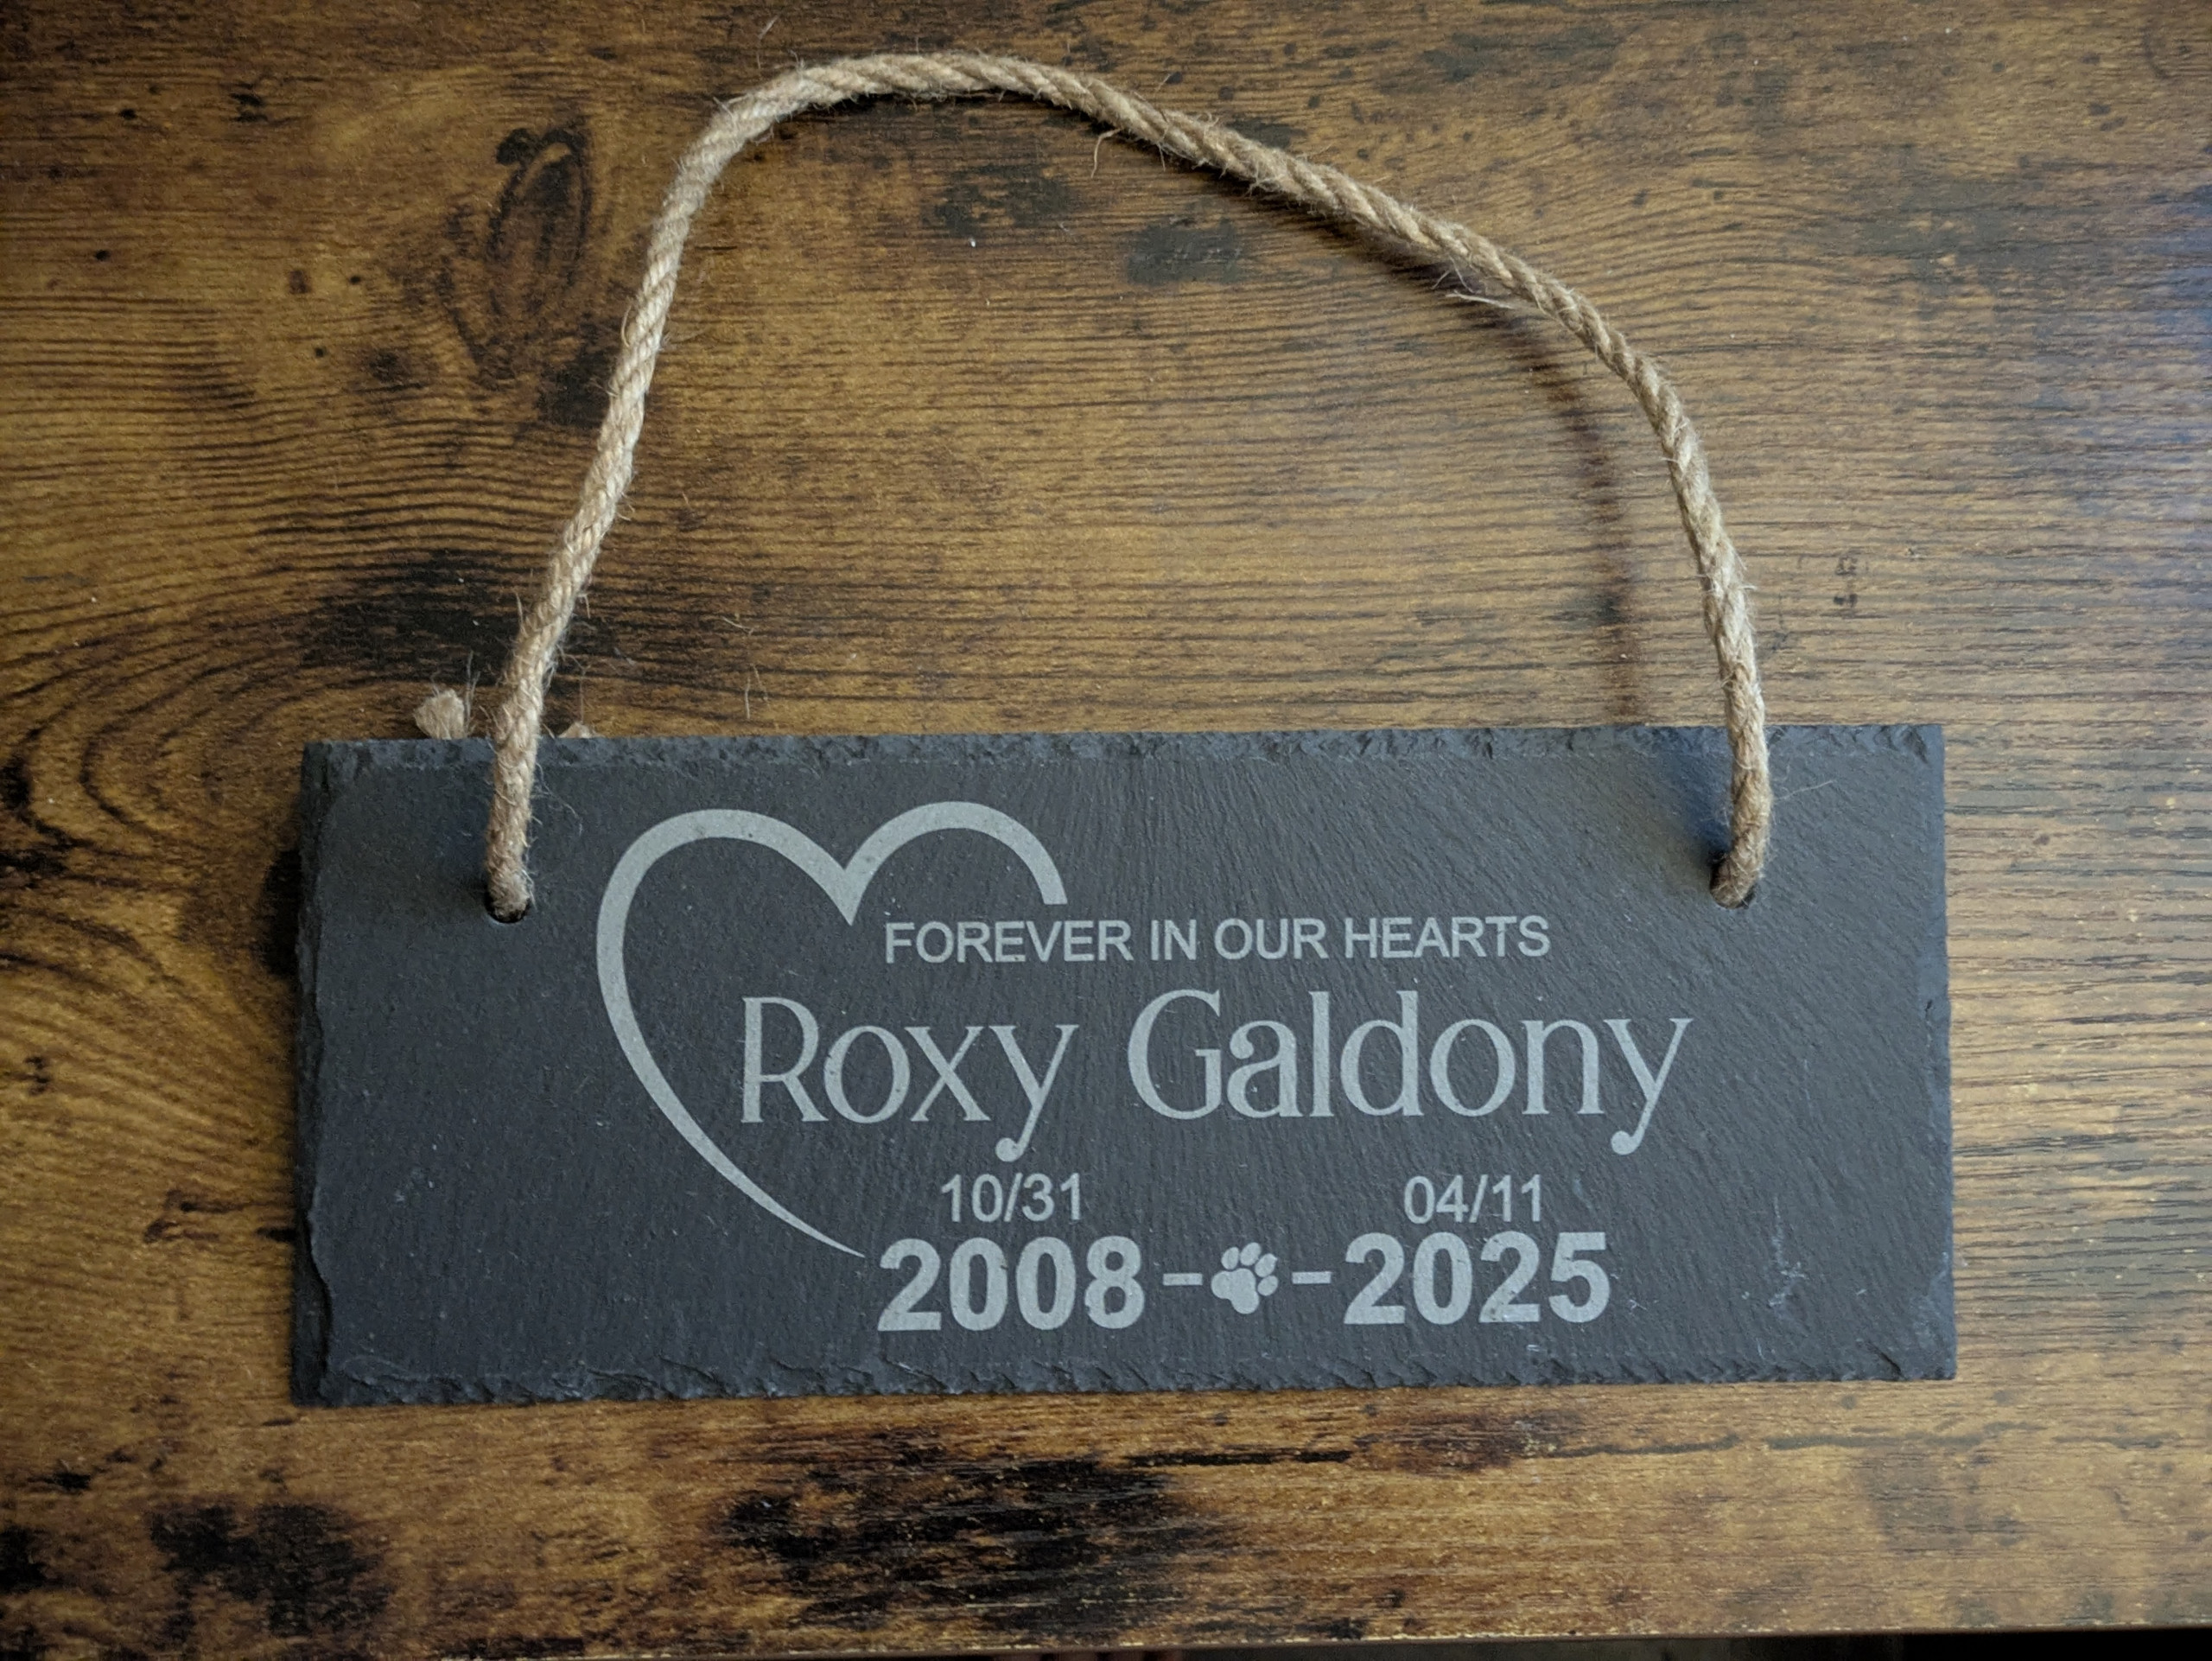 FOREVER IN OUR HEARTS
Roxy Galdony
10/31 04/11
2008 - - 2025